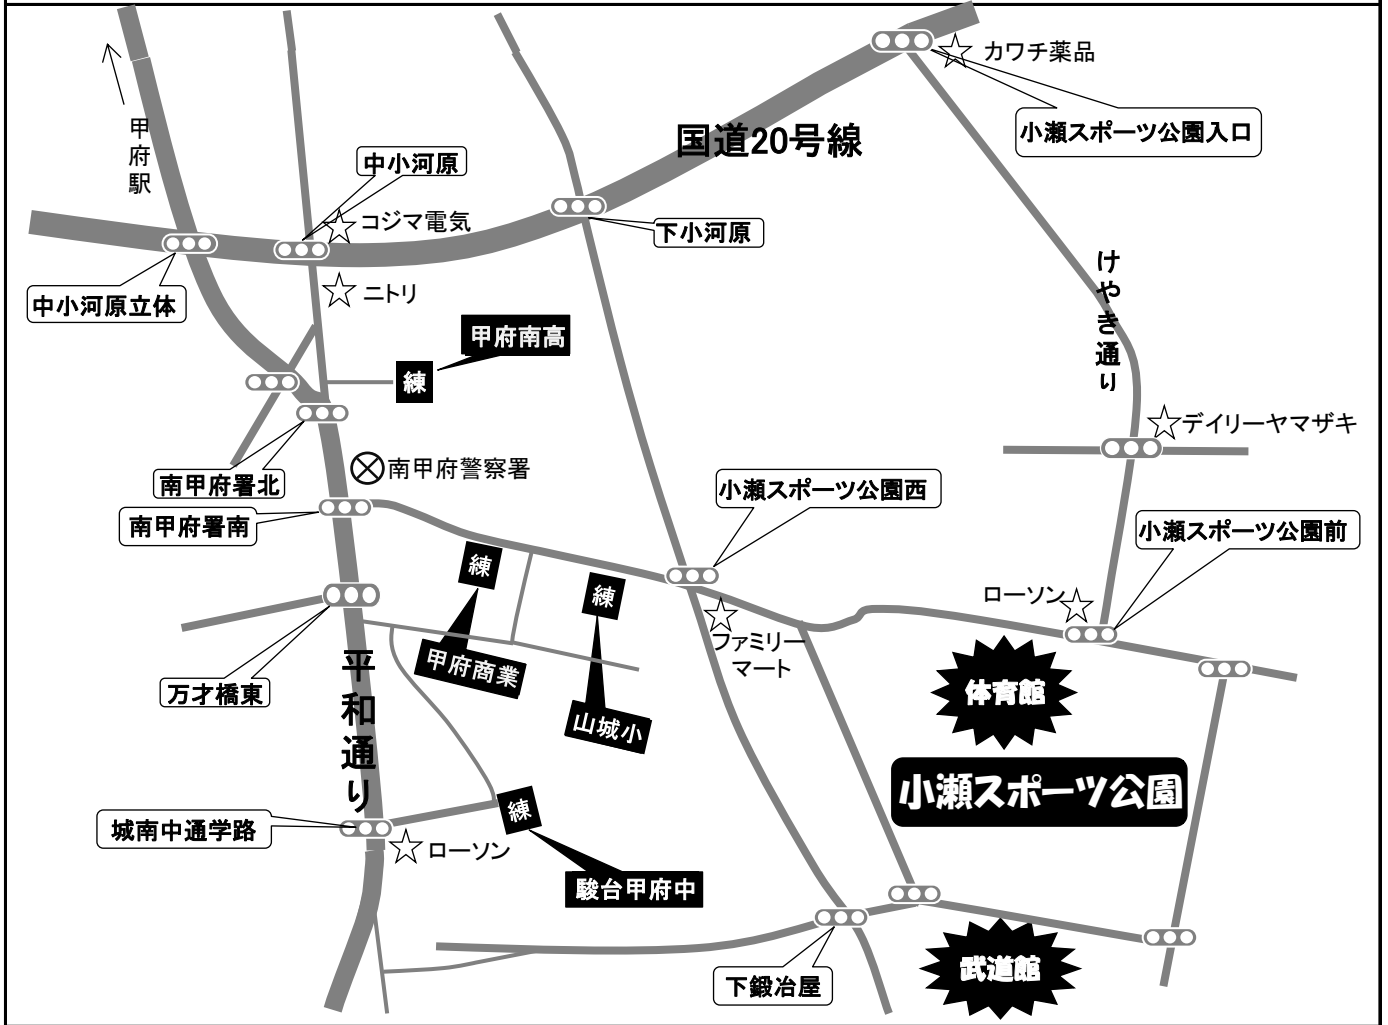 カワチ薬品
小瀬スポーツ公園入口
甲府駅
国道20号線
中小河原
コジマ電気
下小河原
中小河原立体
ニトリ
けやき通り
甲府南高
練
デイリーヤマザキ
南甲府警察署
南甲府署北
小瀬スポーツ公園西
南甲府署南
小瀬スポーツ公園前
練
練
ローソン
ファミリー
マート
甲府商業
平和通り
万才橋東
体育館
山城小
小瀬スポーツ公園
練
城南中通学路
ローソン
駿台甲府中
武道館
下鍛冶屋